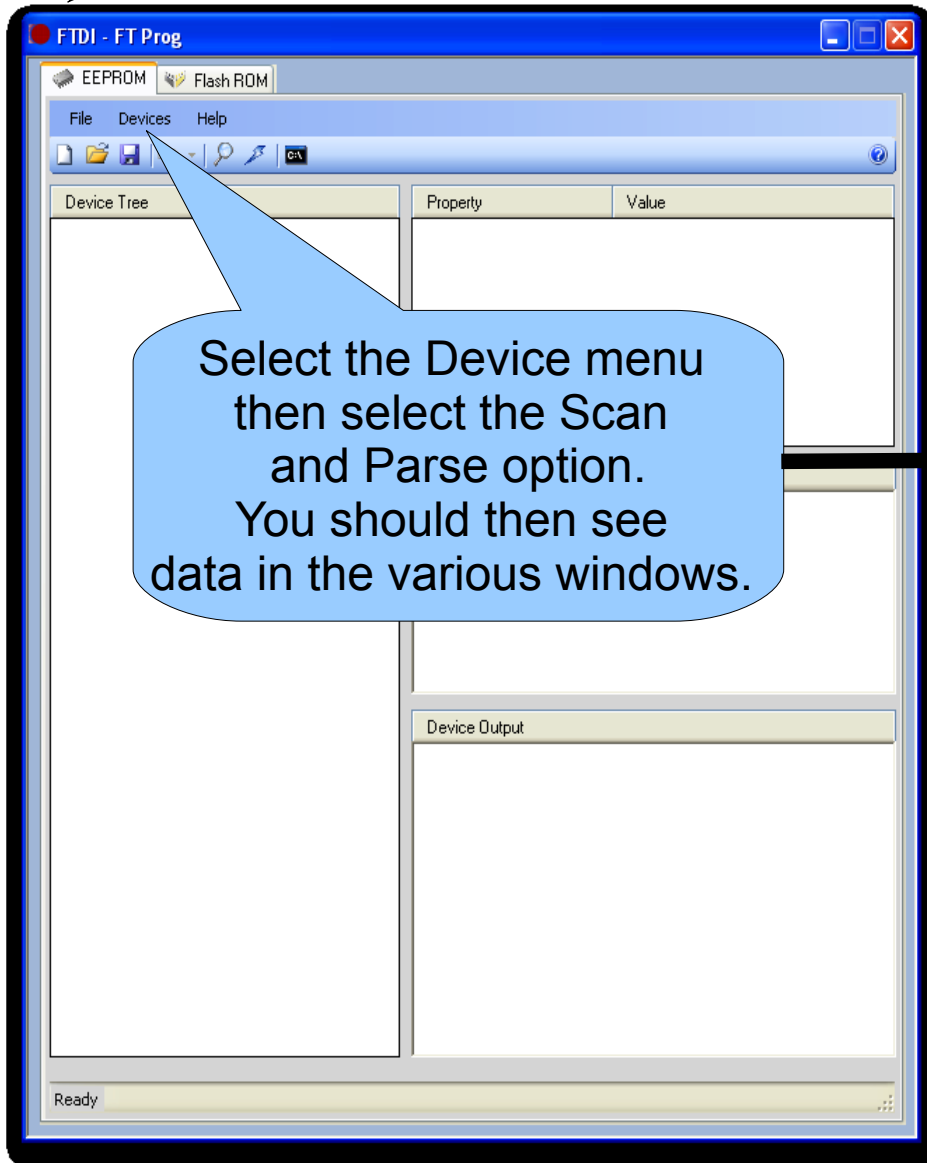 FTDI - FT Prog
EEPROM Flash ROM
File Devices Help
C:\
Device Tree Property Value
Select the Device menu
then select the Scan
and Parse option.
You should then see
data in the various windows.
Device Output
Ready